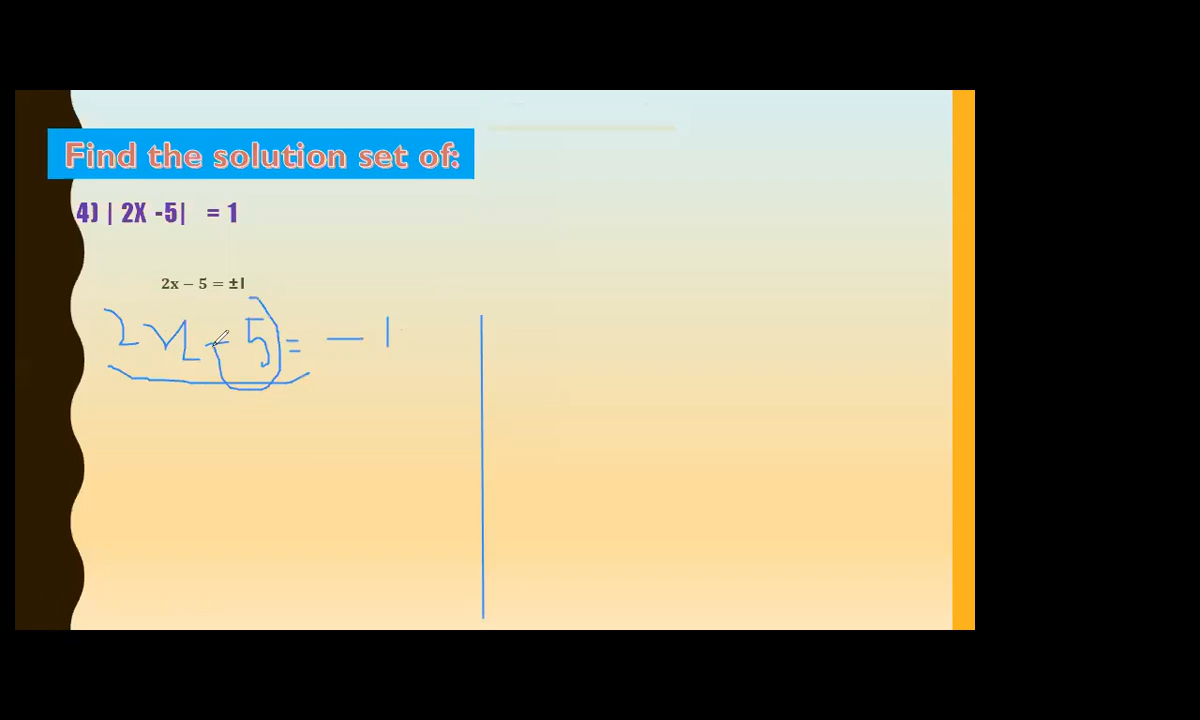 Find the solution set of:
4) | 2X -5| = 1
2x − 5 = ±1
2x - 5 = - 1